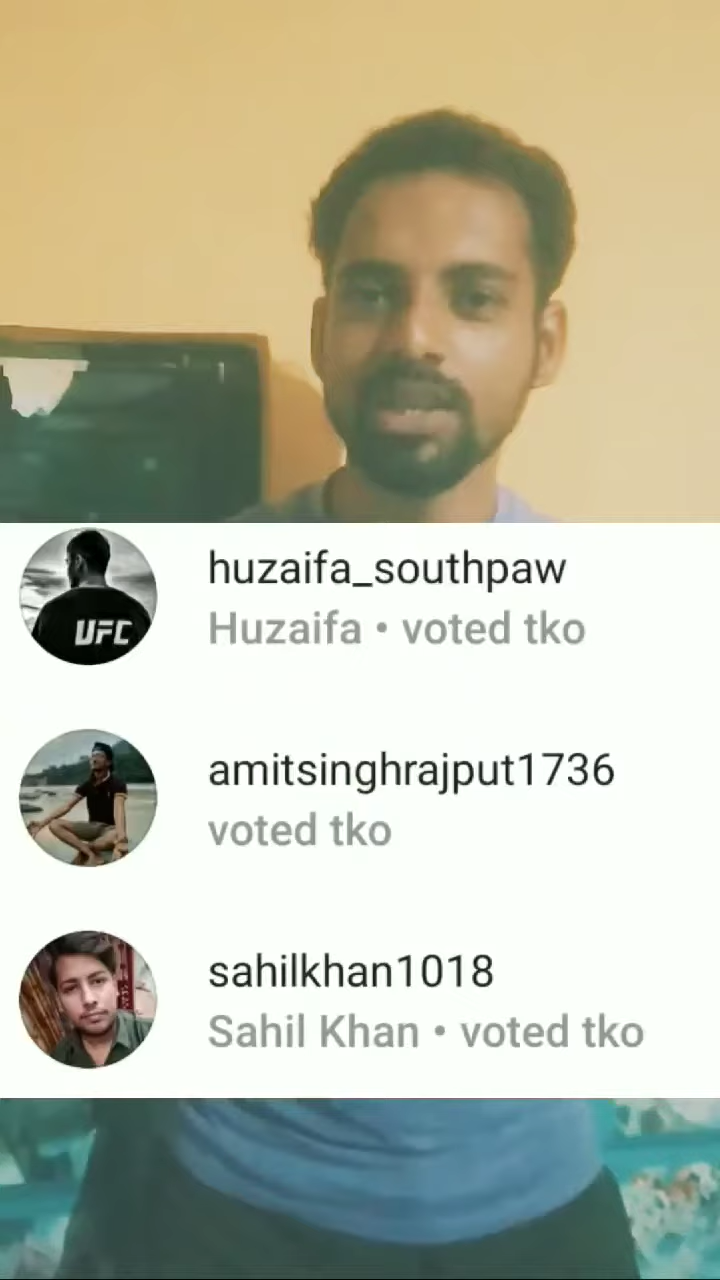 UFC
huzaifa_southpaw
Huzaifa • voted tko
amitsinghrajput1736
voted tko
sahilkhan1018
Sahil Khan • voted tko